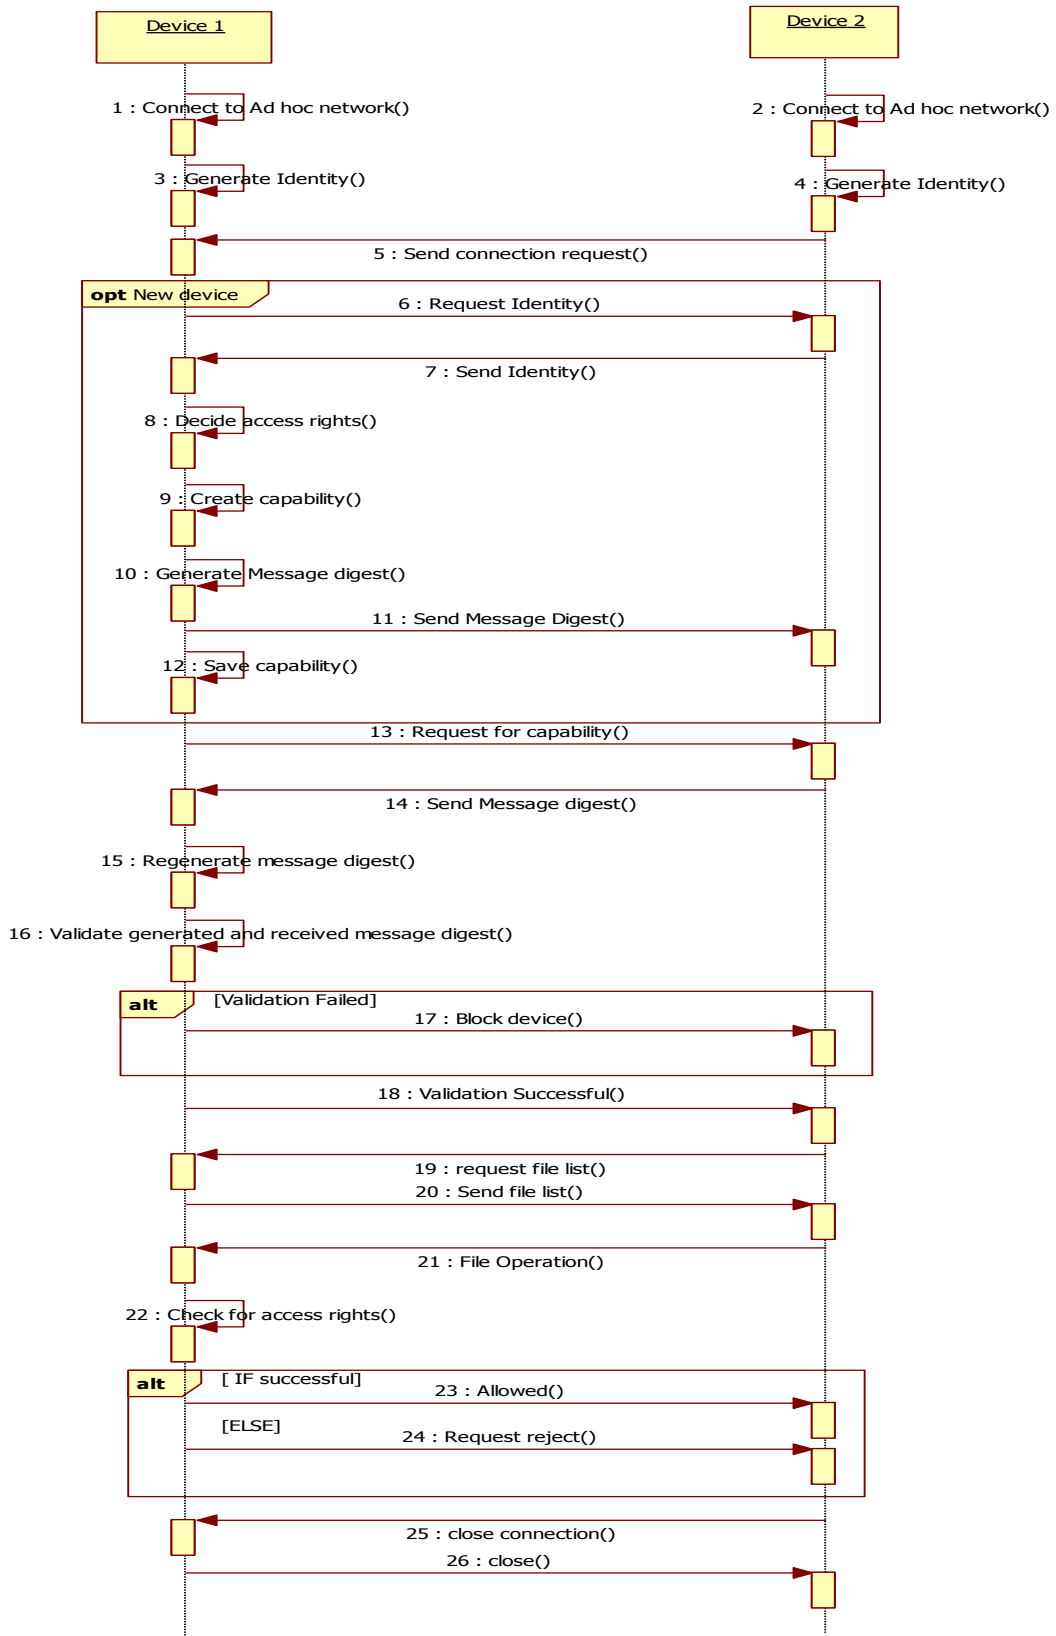 Device 1
Device 2
1 : Connect to Ad hoc network()
2 : Connect to Ad hoc network()
3 : Generate Identity()
4 : Generate Identity()
5 : Send connection request()
opt New device
6 : Request Identity()
7 : Send Identity()
8 : Decide access rights()
9 : Create capability()
10 : Generate Message digest()
11 : Send Message Digest()
12 : Save capability()
13 : Request for capability()
14 : Send Message digest()
15 : Regenerate message digest()
16 : Validate generated and received message digest()
alt [Validation Failed]
17 : Block device()
18 : Validation Successful()
19 : request file list()
20 : Send file list()
21 : File Operation()
22 : Check for access rights()
alt [ IF successful]
23 : Allowed()
[ELSE]
24 : Request reject()
25 : close connection()
26 : close()